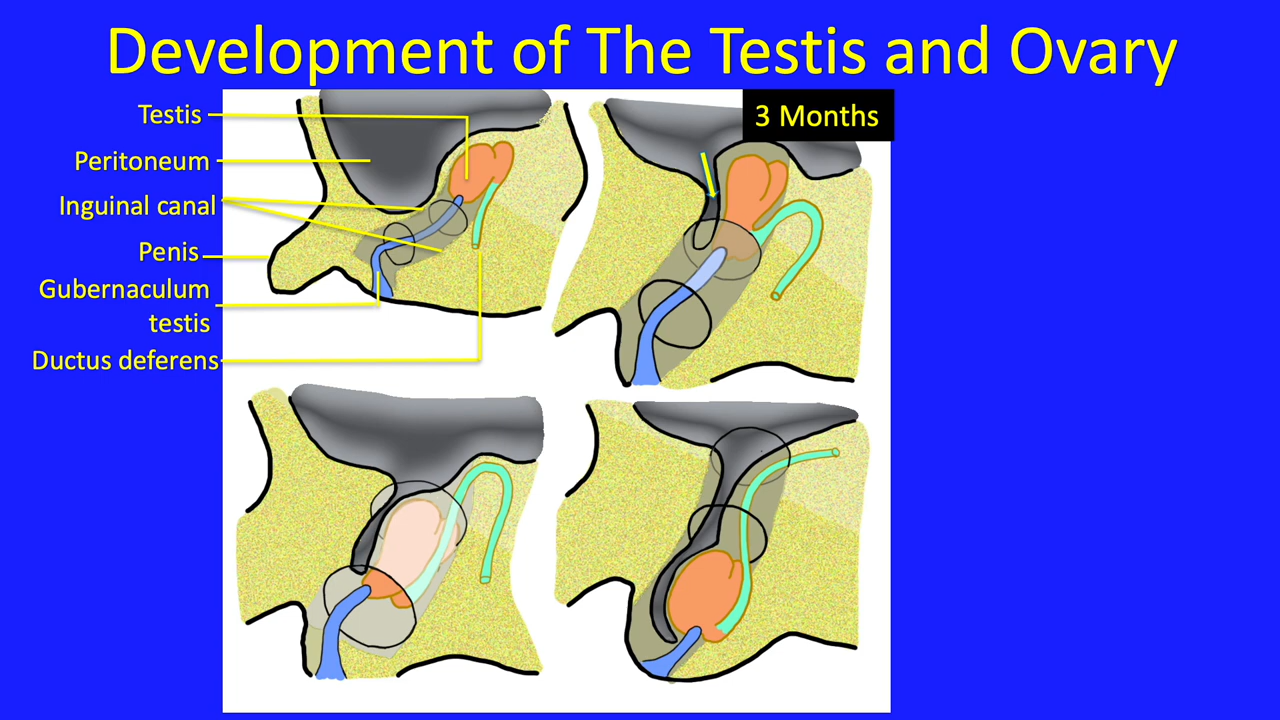 Development of The Testis and Ovary
3 Months
Testis
Peritoneum
Inguinal canal
Penis
Gubernaculum
testis
Ductus deferens